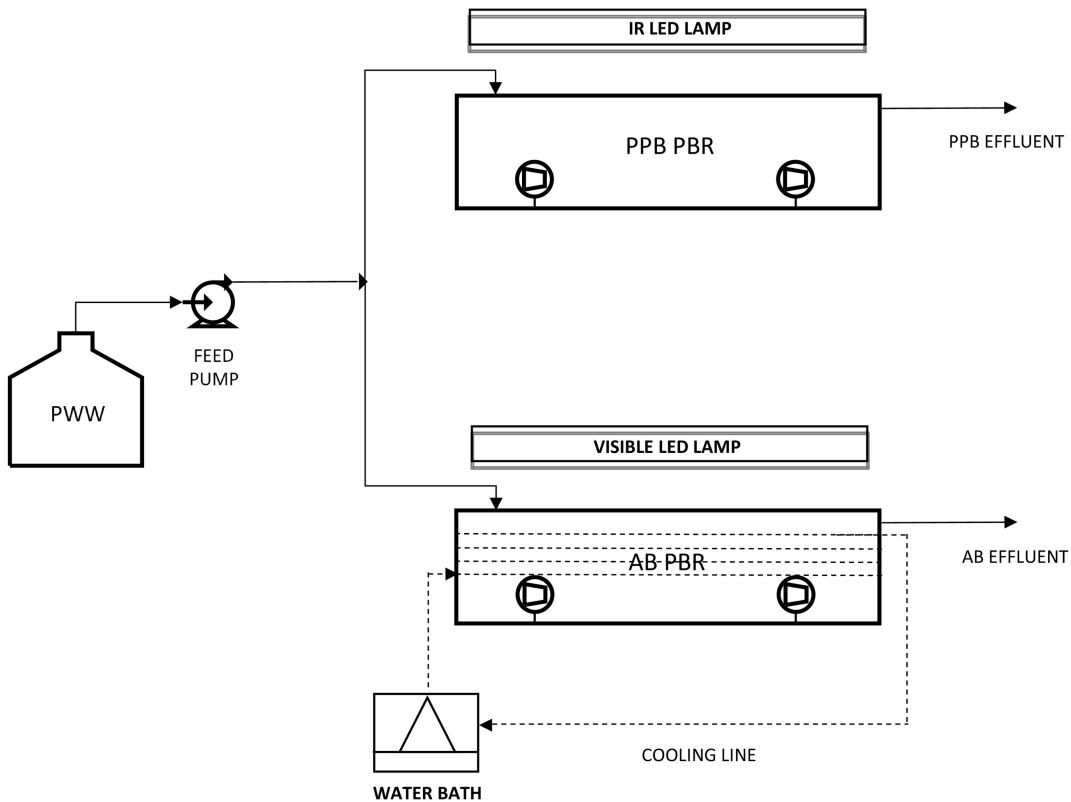 IR LED LAMP
PPB PBR
PPB EFFLUENT
FEED
PUMP
PWW
VISIBLE LED LAMP
AB PBR
AB EFFLUENT
COOLING LINE
WATER BATH